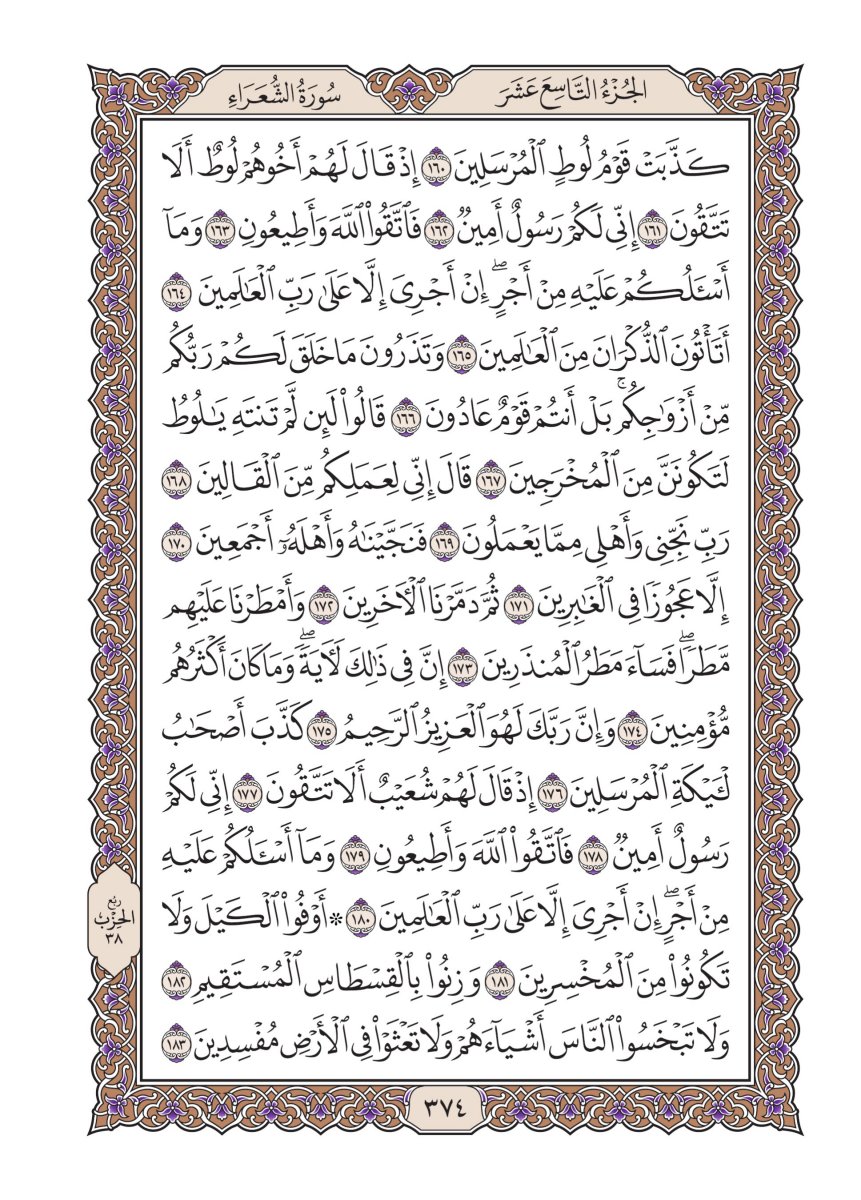 الجُزْءُ التَّاسِعَ عَشَرَ
سُورَةُ الشُّعَرَاءِ
كَذَّبَتْ قَوْمُ لُوطٍ ٱلْمُرْسَلِينَ ١٦٠ إِذْ قَالَ لَهُمْ أَخُوهُمْ لُوطٌ أَلَا
تَتَّقُونَ ١٦١ إِنِّى لَكُمْ رَسُولٌ أَمِينٌ ١٦٢ فَٱتَّقُوا۟ ٱللَّهَ وَأَطِيعُونِ ١٦٣ وَمَآ
أَسْـَٔلُكُمْ عَلَيْهِ مِنْ أَجْرٍ ۖ إِنْ أَجْرِىَ إِلَّا عَلَىٰ رَبِّ ٱلْعَـٰلَمِينَ ١٦٤
أَتَأْتُونَ ٱلذُّكْرَانَ مِنَ ٱلْعَـٰلَمِينَ ١٦٥ وَتَذَرُونَ مَا خَلَقَ لَكُمْ رَبُّكُم
مِّنْ أَزْوَٰجِكُم ۚ بَلْ أَنتُمْ قَوْمٌ عَادُونَ ١٦٦ قَالُوا۟ لَئِن لَّمْ تَنتَهِ يَـٰلُوطُ
لَتَكُونَنَّ مِنَ ٱلْمُخْرَجِينَ ١٦٧ قَالَ إِنِّى لِعَمَلِكُم مِّنَ ٱلْقَالِينَ ١٦٨
رَبِّ نَجِّنِى وَأَهْلِى مِمَّا يَعْمَلُونَ ١٦٩ فَنَجَّيْنَـٰهُ وَأَهْلَهُۥٓ أَجْمَعِينَ ١٧٠
إِلَّا عَجُوزًا فِى ٱلْغَـٰبِرِينَ ١٧١ ثُمَّ دَمَّرْنَا ٱلْـَٔاخَرِينَ ١٧٢ وَأَمْطَرْنَا عَلَيْهِم
مَّطَرًا ۖ فَسَآءَ مَطَرُ ٱلْمُنذَرِينَ ١٧٣ إِنَّ فِى ذَٰلِكَ لَـَٔايَةً ۖ وَمَا كَانَ أَكْثَرُهُم
مُّؤْمِنِينَ ١٧٤ وَإِنَّ رَبَّكَ لَهُوَ ٱلْعَزِيزُ ٱلرَّحِيمُ ١٧٥ كَذَّبَ أَصْحَـٰبُ
لْـَٔيْكَةِ ٱلْمُرْسَلِينَ ١٧٦ إِذْ قَالَ لَهُمْ شُعَيْبٌ أَلَا تَتَّقُونَ ١٧٧ إِنِّى لَكُمْ
رَسُولٌ أَمِينٌ ١٧٨ فَٱتَّقُوا۟ ٱللَّهَ وَأَطِيعُونِ ١٧٩ وَمَآ أَسْـَٔلُكُمْ عَلَيْهِ
مِنْ أَجْرٍ ۖ إِنْ أَجْرِىَ إِلَّا عَلَىٰ رَبِّ ٱلْعَـٰلَمِينَ ١٨٠ * أَوْفُوا۟ ٱلْكَيْلَ وَلَا
تَكُونُوا۟ مِنَ ٱلْمُخْسِرِينَ ١٨١ وَزِنُوا۟ بِٱلْقِسْطَاسِ ٱلْمُسْتَقِيمِ ١٨٢
وَلَا تَبْخَسُوا۟ ٱلنَّاسَ أَشْيَآءَهُمْ وَلَا تَعْثَوْا۟ فِى ٱلْأَرْضِ مُفْسِدِينَ ١٨٣
ربع
الحزب
٣٨
٣٧٤